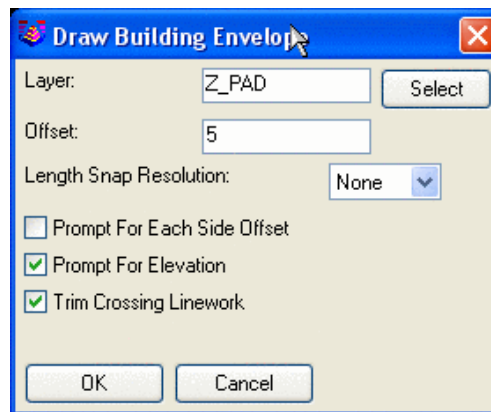 Draw Building Envelope
Layer: Z_PAD Select
Offset: 5
Length Snap Resolution: None
Prompt For Each Side Offset
Prompt For Elevation
Trim Crossing Linework
OK Cancel